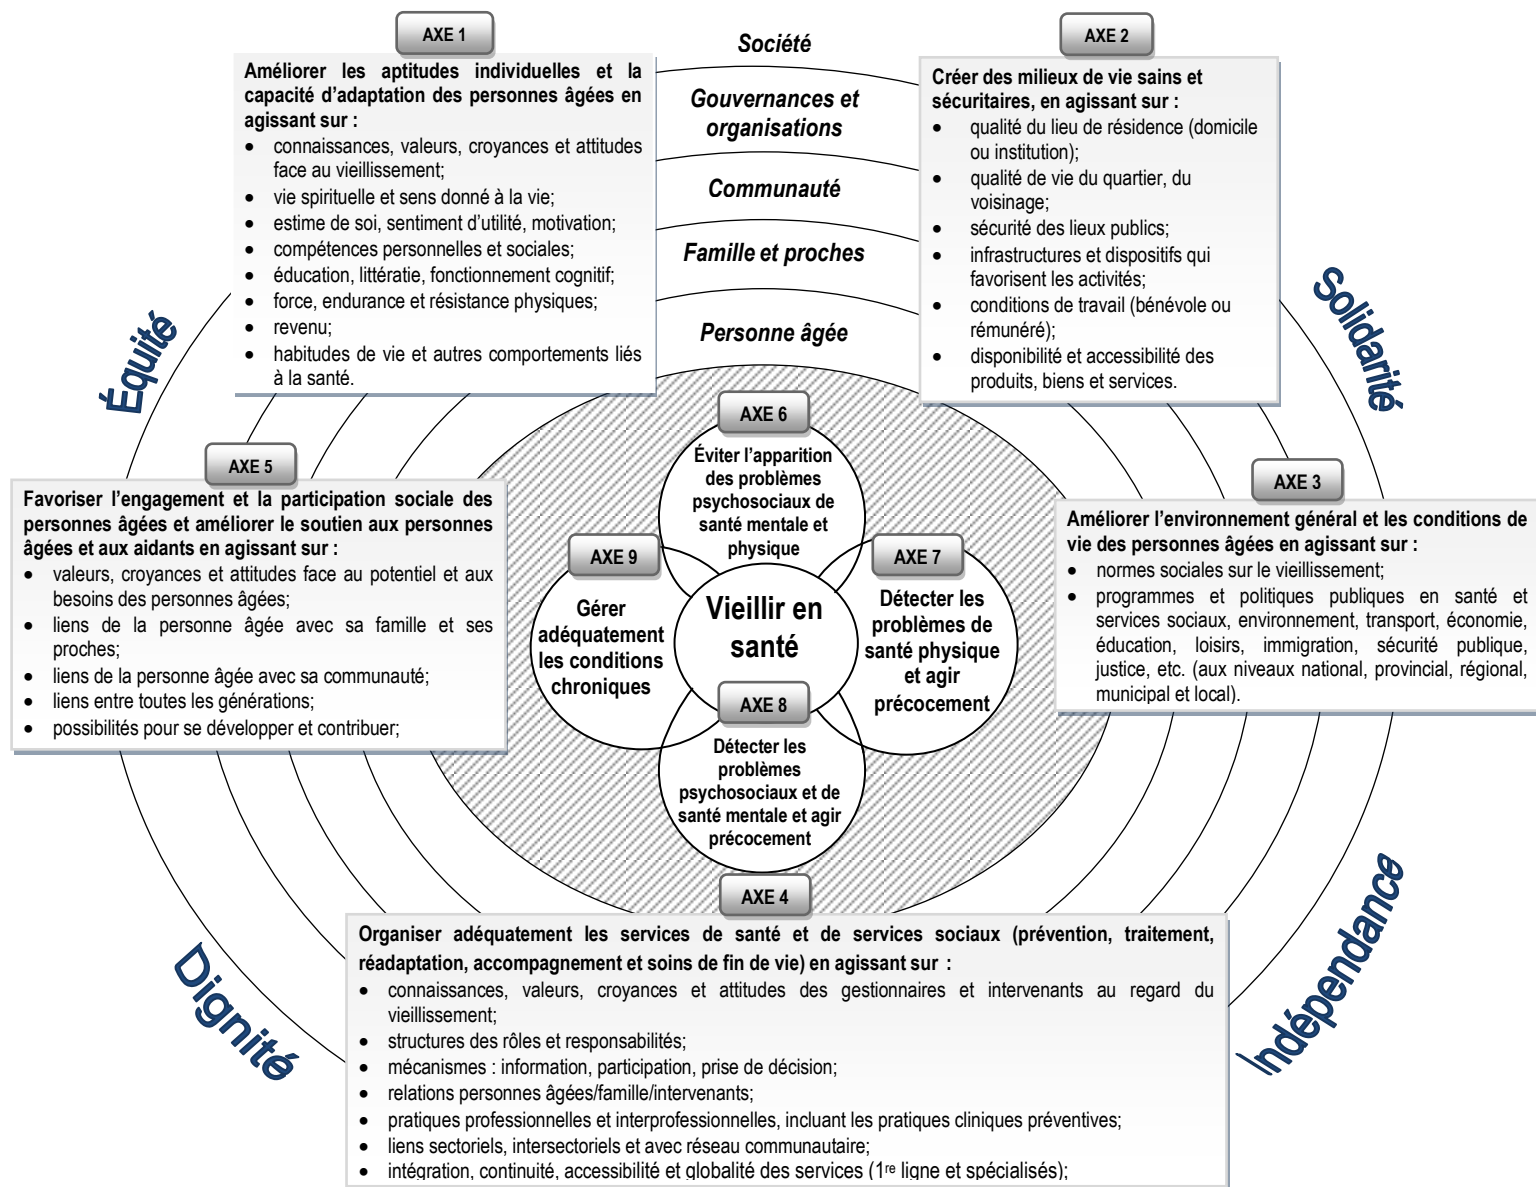 AXE 1
Améliorer les aptitudes individuelles et la
capacité d'adaptation des personnes âgées en
agissant sur :
• connaissances, valeurs, croyances et attitudes
face au vieillissement;
• vie spirituelle et sens donné à la vie;
• estime de soi, sentiment d'utilité, motivation;
• compétences personnelles et sociales;
• éducation, littératie, fonctionnement cognitif;
• force, endurance et résistance physiques;
• revenu;
• habitudes de vie et autres comportements liés
à la santé.
Société
Gouvernances et
organisations
Communauté
Famille et proches
Personne âgée
AXE 2
Créer des milieux de vie sains et
sécuritaires, en agissant sur :
• qualité du lieu de résidence (domicile
ou institution);
• qualité de vie du quartier, du
voisinage;
• sécurité des lieux publics;
• infrastructures et dispositifs qui
favorisent les activités;
• conditions de travail (bénévole ou
rémunéré);
• disponibilité et accessibilité des
produits, biens et services.
Équité
Solidarité
AXE 5
Favoriser l'engagement et la participation sociale des
personnes âgées et améliorer le soutien aux personnes
âgées et aux aidants en agissant sur :
• valeurs, croyances et attitudes face au potentiel et aux
besoins des personnes âgées;
• liens de la personne âgée avec sa famille et ses
proches;
• liens de la personne âgée avec sa communauté;
• liens entre toutes les générations;
• possibilités pour se développer et contribuer;
AXE 6
Éviter l'apparition
des problèmes
psychosociaux de
santé mentale et
physique
AXE 9
Gérer
adéquatement
les conditions
chroniques
Vieillir en
santé
AXE 7
Détecter les
problèmes de
santé physique
et agir
précocement
AXE 8
Détecter les
problèmes
psychosociaux et de
santé mentale et agir
précocement
AXE 3
Améliorer l'environnement général et les conditions de
vie des personnes âgées en agissant sur :
• normes sociales sur le vieillissement;
• programmes et politiques publiques en santé et
services sociaux, environnement, transport, économie,
éducation, loisirs, immigration, sécurité publique,
justice, etc. (aux niveaux national, provincial, régional,
municipal et local).
Dignité
Indépendance
AXE 4
Organiser adéquatement les services de santé et de services sociaux (prévention, traitement,
réadaptation, accompagnement et soins de fin de vie) en agissant sur :
• connaissances, valeurs, croyances et attitudes des gestionnaires et intervenants au regard du
vieillissement;
• structures des rôles et responsabilités;
• mécanismes : information, participation, prise de décision;
• relations personnes âgées/famille/intervenants;
• pratiques professionnelles et interprofessionnelles, incluant les pratiques cliniques préventives;
• liens sectoriels, intersectoriels et avec réseau communautaire;
• intégration, continuité, accessibilité et globalité des services (1re ligne et spécialisés);